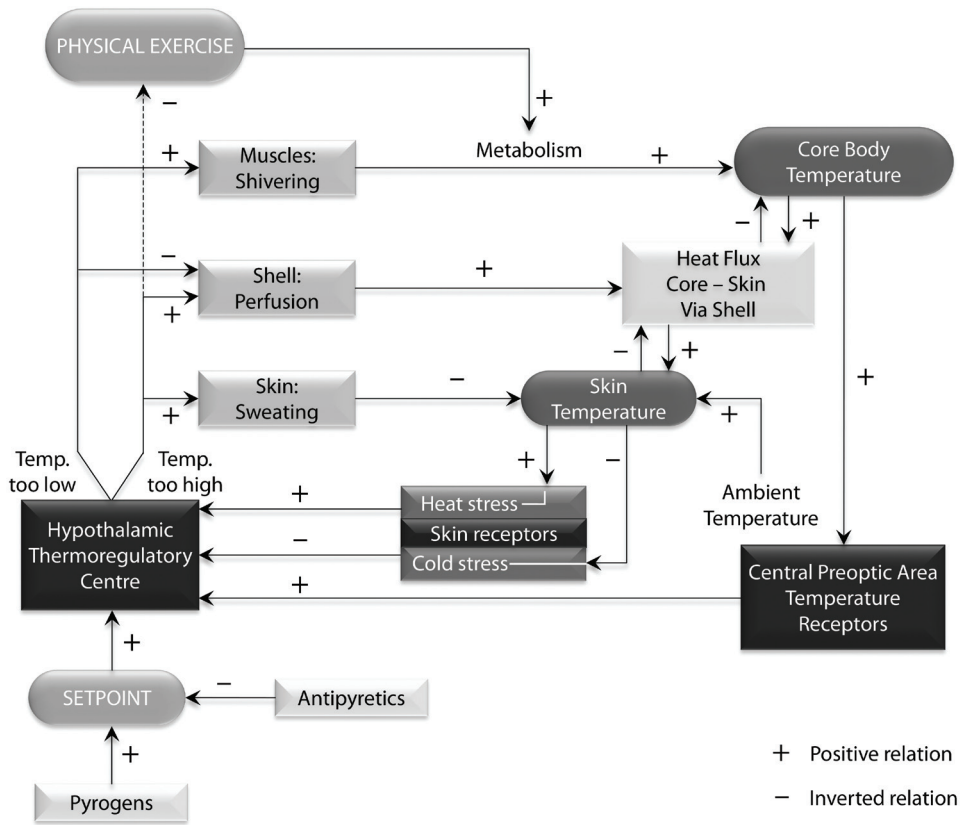 PHYSICAL EXERCISE
−
+
Metabolism
+
Muscles:
Shivering
+
Core Body
Temperature
−
+
−
Shell:
Perfusion
+
+
Heat Flux
Core – Skin
Via Shell
−
+
+
Skin:
Sweating
+
−
Skin
Temperature
+
Temp.
too low
Temp.
too high
+
−
+
Heat stress
Skin receptors
−
Cold stress
Ambient
Temperature
Hypothalamic
Thermoregulatory
Centre
+
Central Preoptic Area
Temperature
Receptors
+
SETPOINT
−
Antipyretics
+
Pyrogens
+ Positive relation
− Inverted relation